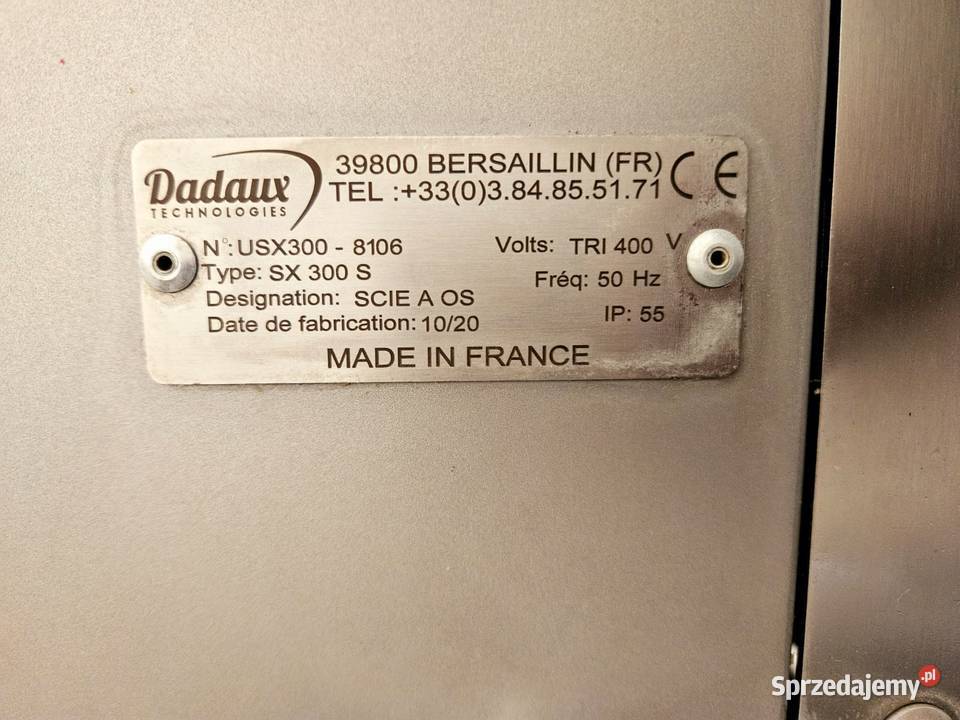 Dadaux
TECHNOLOGIES
39800 BERSAILLIN (FR)
TEL :+33(0)3.84.85.51.71
CE
N°: USX300 - 8106
Volts: TRI 400 V
Type: SX 300 S
Fréq: 50 Hz
Designation: SCIE A OS
IP: 55
Date de fabrication: 10/20
MADE IN FRANCE
Sprzedajemy.pl